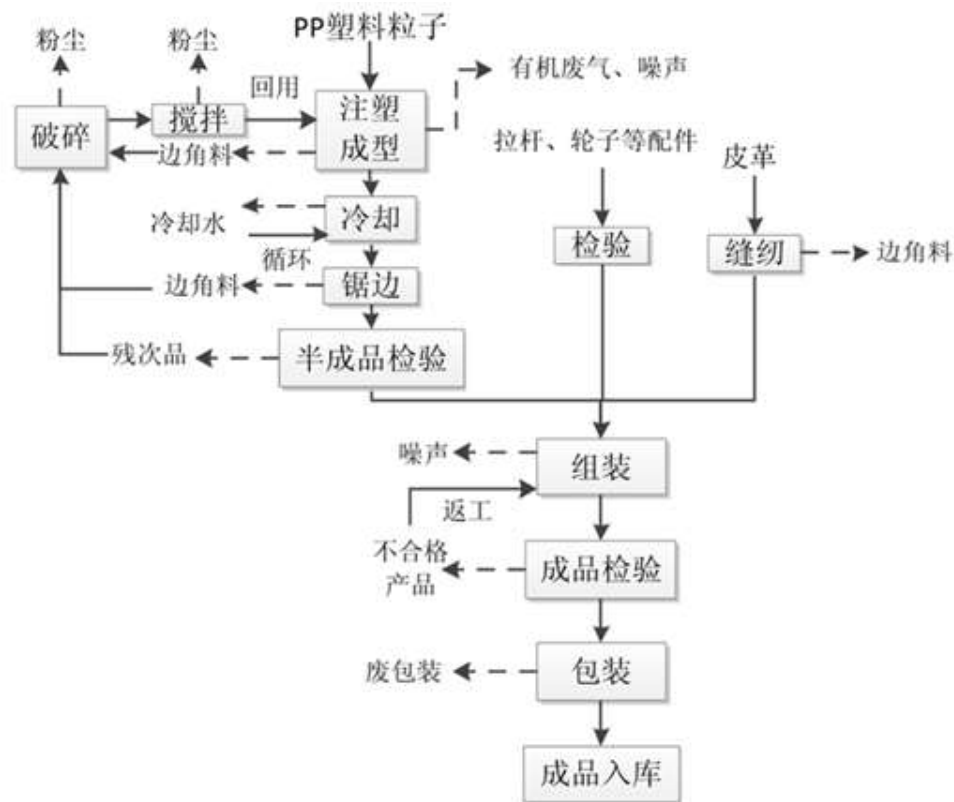 PP塑料粒子
粉尘
粉尘
有机废气、噪声
回用
破碎
搅拌
注塑
成型
边角料
拉杆、轮子等配件
皮革
冷却水
冷却
循环
检验
缝纫
边角料
边角料
锯边
残次品
半成品检验
噪声
组装
返工
不合格
产品
成品检验
废包装
包装
成品入库